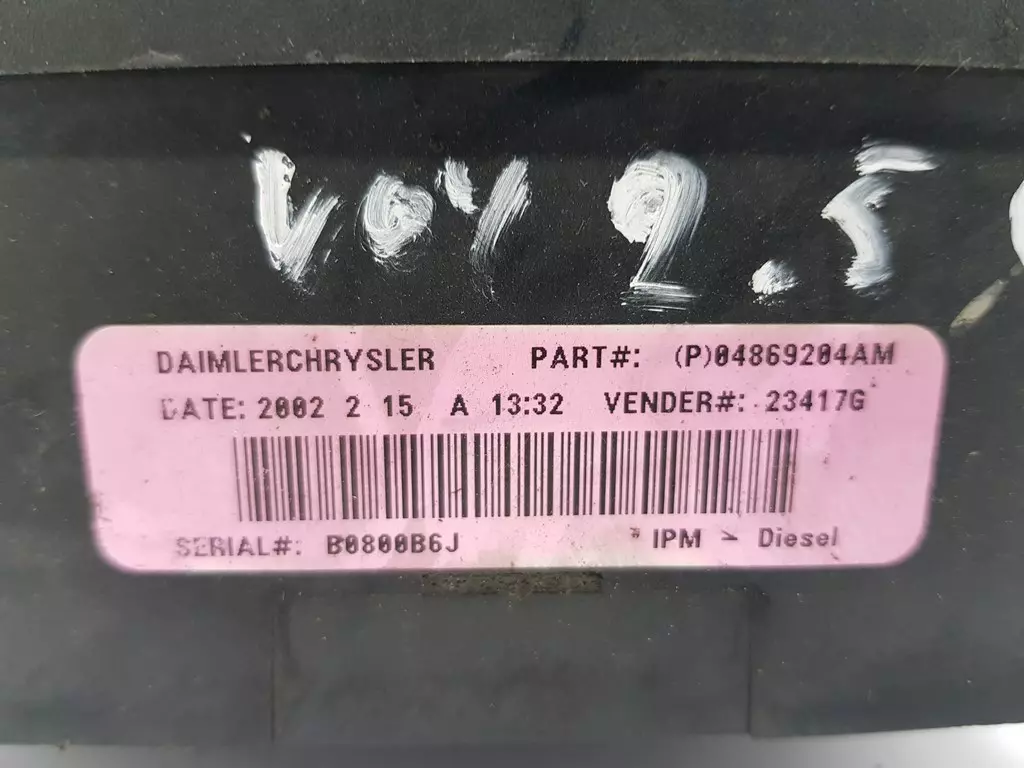 VOY 2.5
DAIMLERCHRYSLER PART#: (P)04869204AM
DATE: 2002 2 15 A 13:32 VENDER#: 23417G
SERIAL#: B0800B6J IPM - Diesel